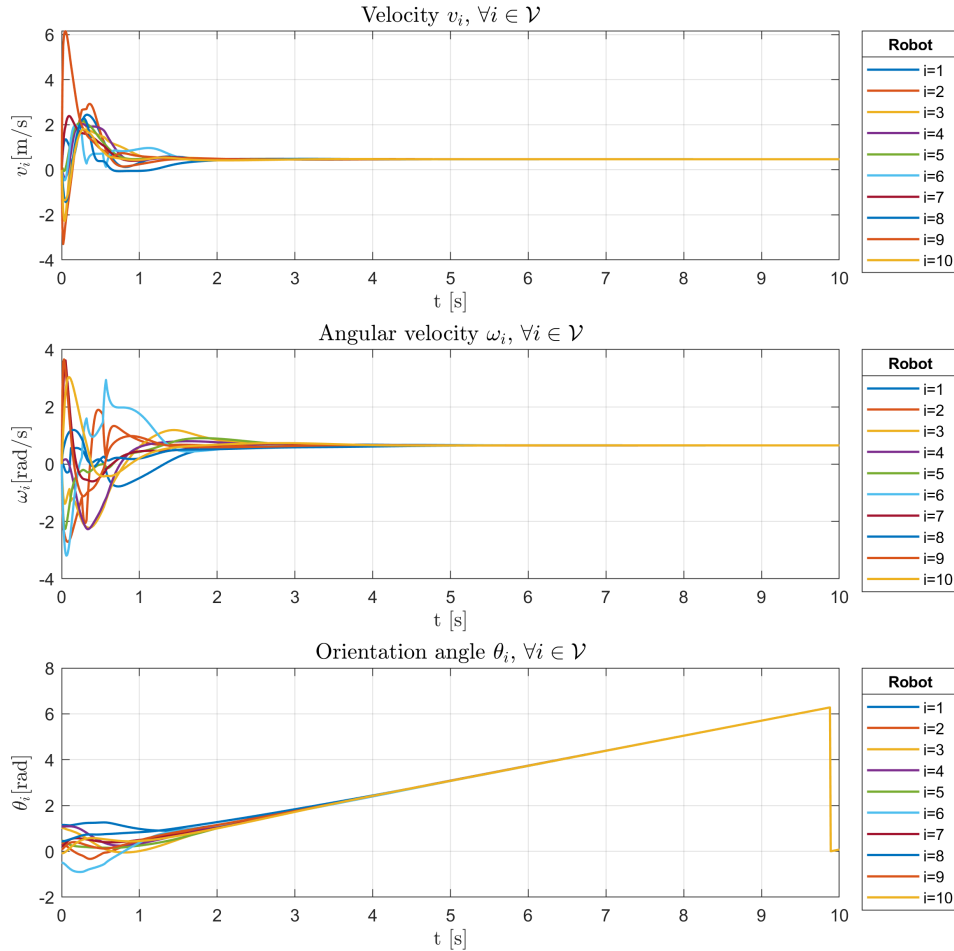 Velocity v_i, ∀i ∈ 𝒱
6
4
2
0
-2
-4
v_i[m/s]
0 1 2 3 4 5 6 7 8 9 10
t [s]
Robot
i=1
i=2
i=3
i=4
i=5
i=6
i=7
i=8
i=9
i=10
Angular velocity ω_i, ∀i ∈ 𝒱
4
2
0
-2
-4
ω_i[rad/s]
0 1 2 3 4 5 6 7 8 9 10
t [s]
Robot
i=1
i=2
i=3
i=4
i=5
i=6
i=7
i=8
i=9
i=10
Orientation angle θ_i, ∀i ∈ 𝒱
8
6
4
2
0
-2
θ_i[rad]
0 1 2 3 4 5 6 7 8 9 10
t [s]
Robot
i=1
i=2
i=3
i=4
i=5
i=6
i=7
i=8
i=9
i=10